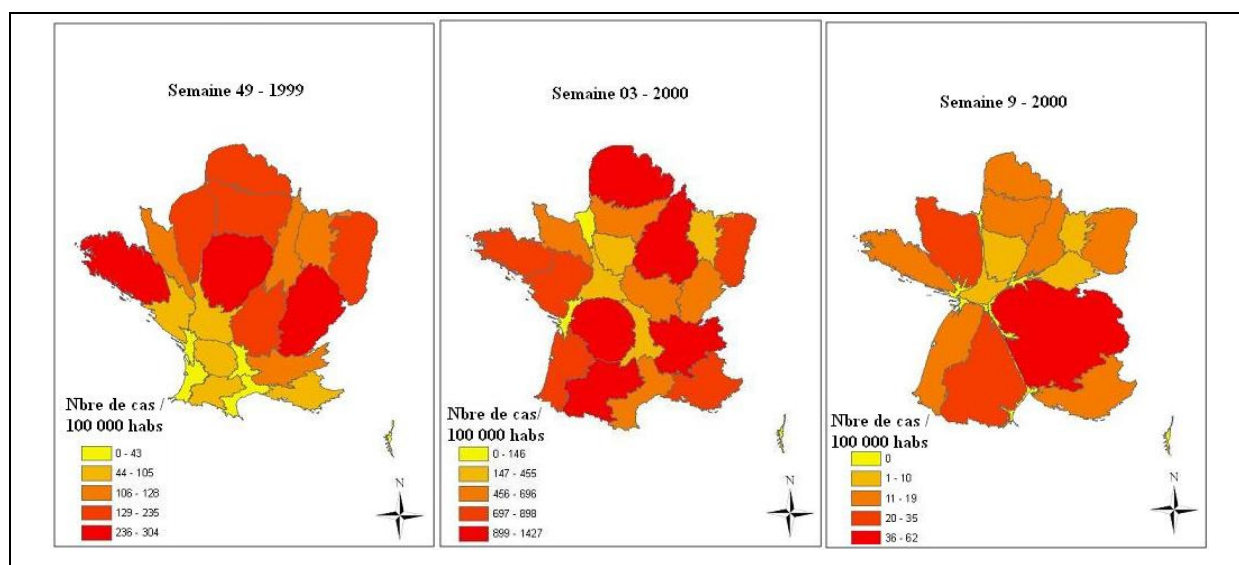 Semaine 49 - 1999
Nbre de cas /
100 000 habs
0 - 43
44 - 105
106 - 128
129 - 235
236 - 304
N
Semaine 03 - 2000
Nbre de cas/
100 000 habs
0 - 146
147 - 455
456 - 696
697 - 898
899 - 1427
N
Semaine 9 - 2000
Nbre de cas /
100 000 habs
0
1 - 10
11 - 19
20 - 35
36 - 62
N